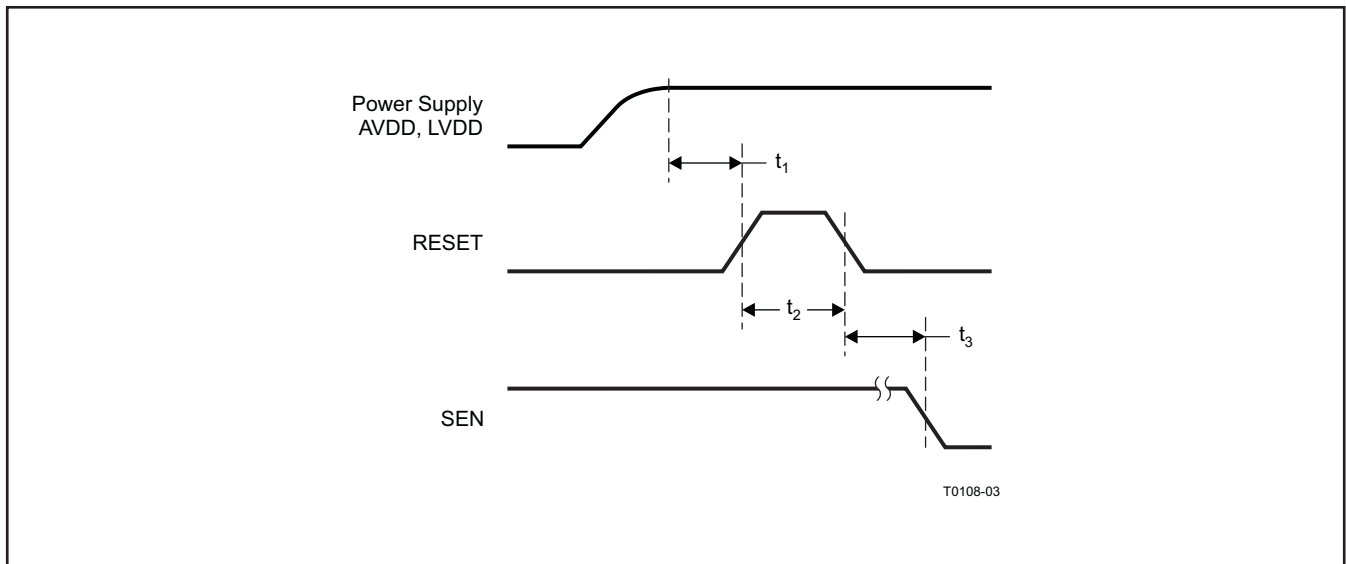 Power Supply
AVDD, LVDD
t₁
RESET
t₂
t₃
SEN
T0108-03